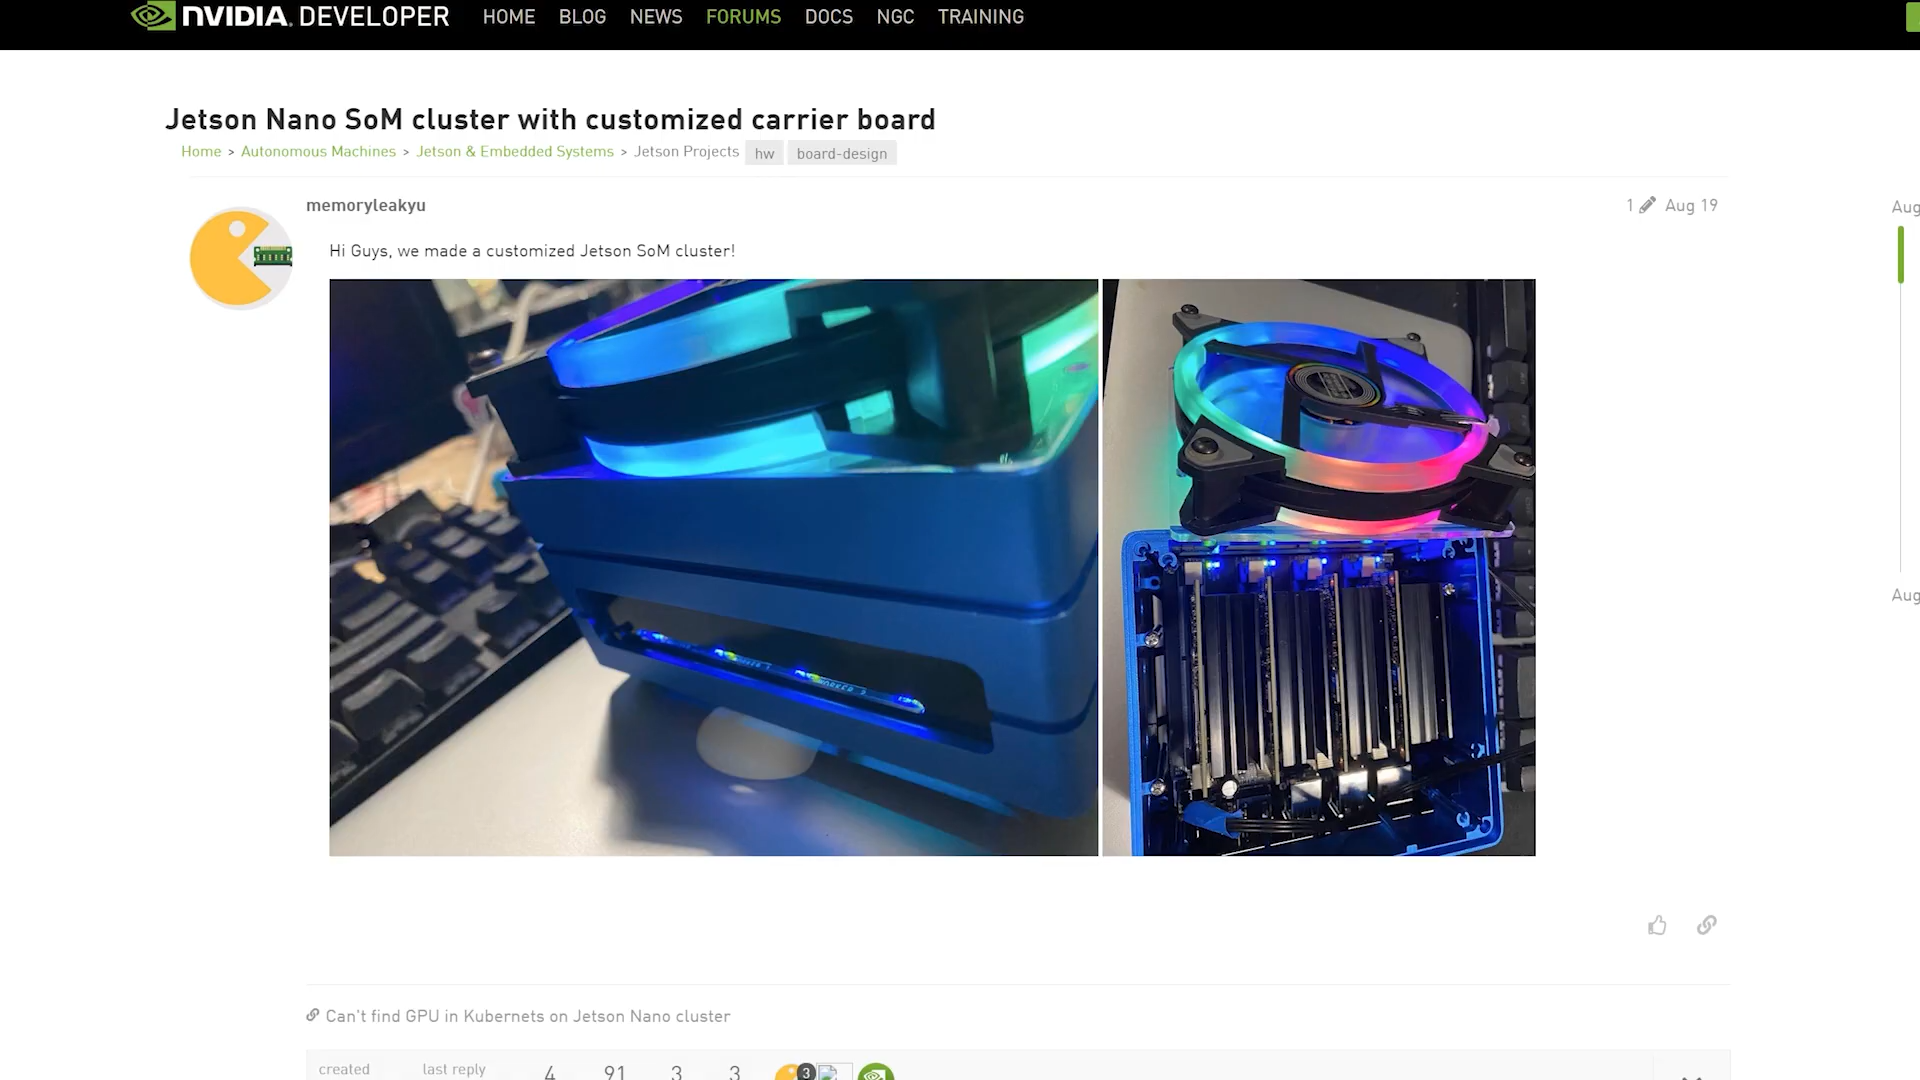 NVIDIA. DEVELOPER HOME BLOG NEWS FORUMS DOCS NGC TRAINING
Jetson Nano SoM cluster with customized carrier board
Home > Autonomous Machines > Jetson & Embedded Systems > Jetson Projects hw board-design
memoryleakyu 1 Aug 19
Aug
Hi Guys, we made a customized Jetson SoM cluster!
Aug
Can't find GPU in Kubernets on Jetson Nano cluster
created last reply 4 91 3 3 3